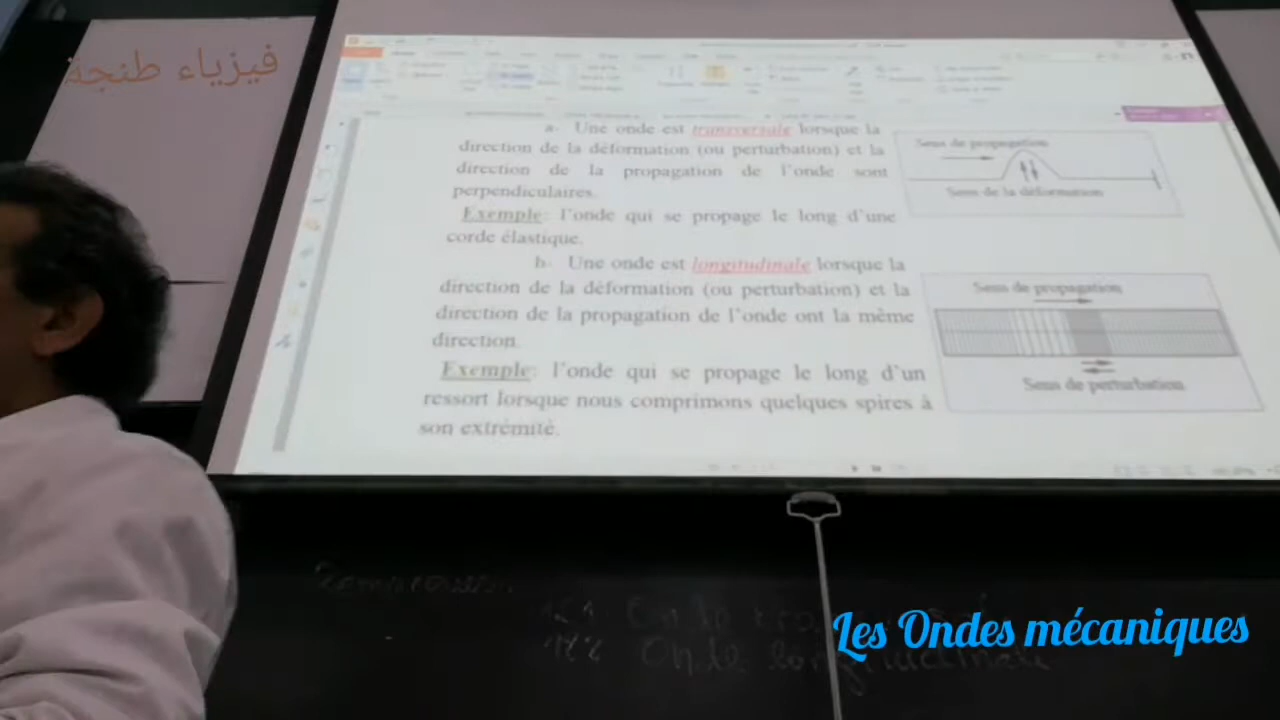 فيزياء طنجة
a- Une onde est transversale lorsque la
direction de la déformation (ou perturbation) et la
direction de la propagation de l'onde sont
perpendiculaires.
Exemple: l'onde qui se propage le long d'une
corde élastique.
Sens de propagation
Sens de la déformation
b- Une onde est longitudinale lorsque la
direction de la déformation (ou perturbation) et la
direction de la propagation de l'onde ont la même
direction.
Exemple: l'onde qui se propage le long d'un
ressort lorsque nous comprimons quelques spires à
son extrémité.
Sens de propagation
Sens de perturbation
Onde
Onde longitudinale
Les Ondes mécaniques